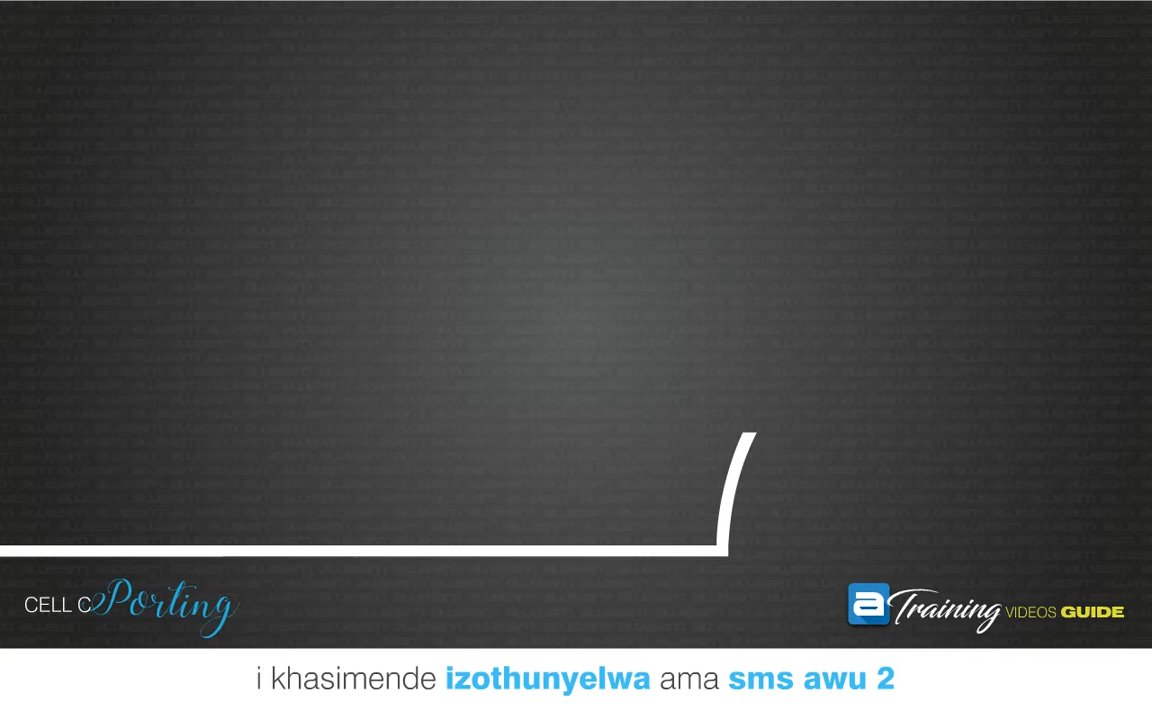 CELL C Porting
a Training VIDEOS GUIDE
i khasimende izothunyelwa ama sms awu 2